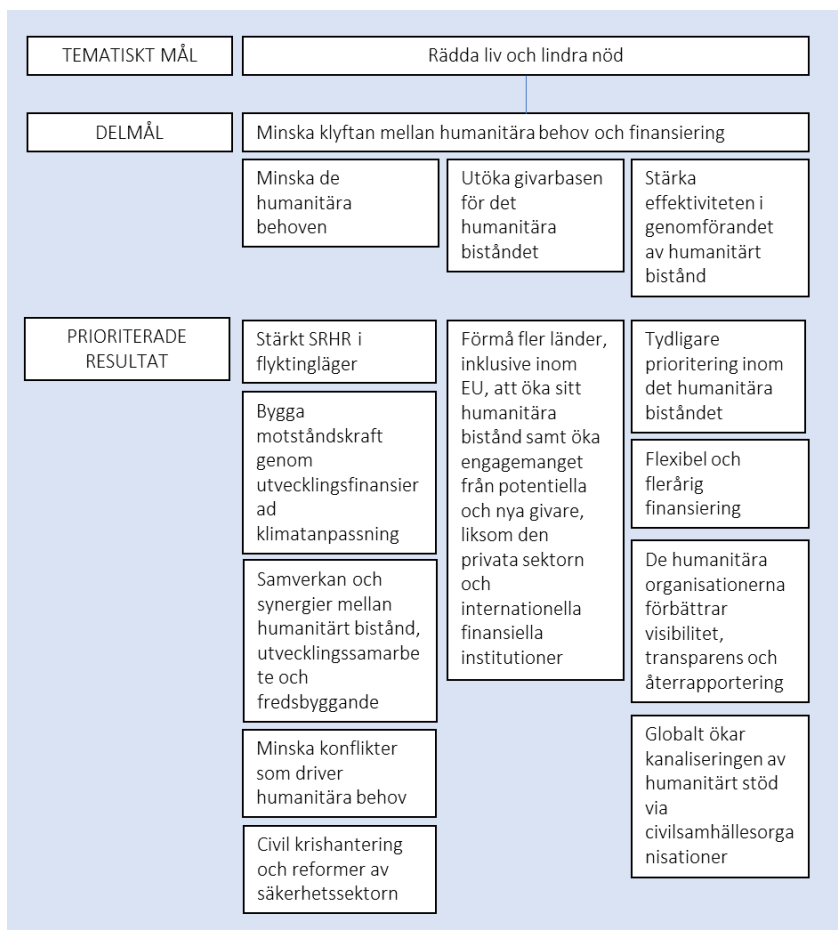 TEMATISKT MÅL
Rädda liv och lindra nöd
DELMÅL
Minska klyftan mellan humanitära behov och finansiering
Minska de
humanitära
behoven
Utöka givarbasen
för det
humanitära
biståndet
Stärka
effektiviteten i
genomförandet
av humanitärt
bistånd
PRIORITERADE
RESULTAT
Stärkt SRHR i
flyktingläger
Bygga
motståndskraft
genom
utvecklingsfinansier
ad
klimatanpassning
Samverkan och
synergier mellan
humanitärt bistånd,
utvecklingssamarbe
te och
fredsbyggande
Minska konflikter
som driver
humanitära behov
Civil krishantering
och reformer av
säkerhetssektorn
Förmå fler länder,
inklusive inom
EU, att öka sitt
humanitära
bistånd samt öka
engagemanget
från potentiella
och nya givare,
liksom den
privata sektorn
och
internationella
finansiella
institutioner
Tydligare
prioritering inom
det humanitära
biståndet
Flexibel och
flerårig
finansiering
De humanitära
organisationerna
förbättrar
visibilitet,
transparens och
återrapportering
Globalt ökar
kanaliseringen av
humanitärt stöd
via
civilsamhällesorga
nisationer